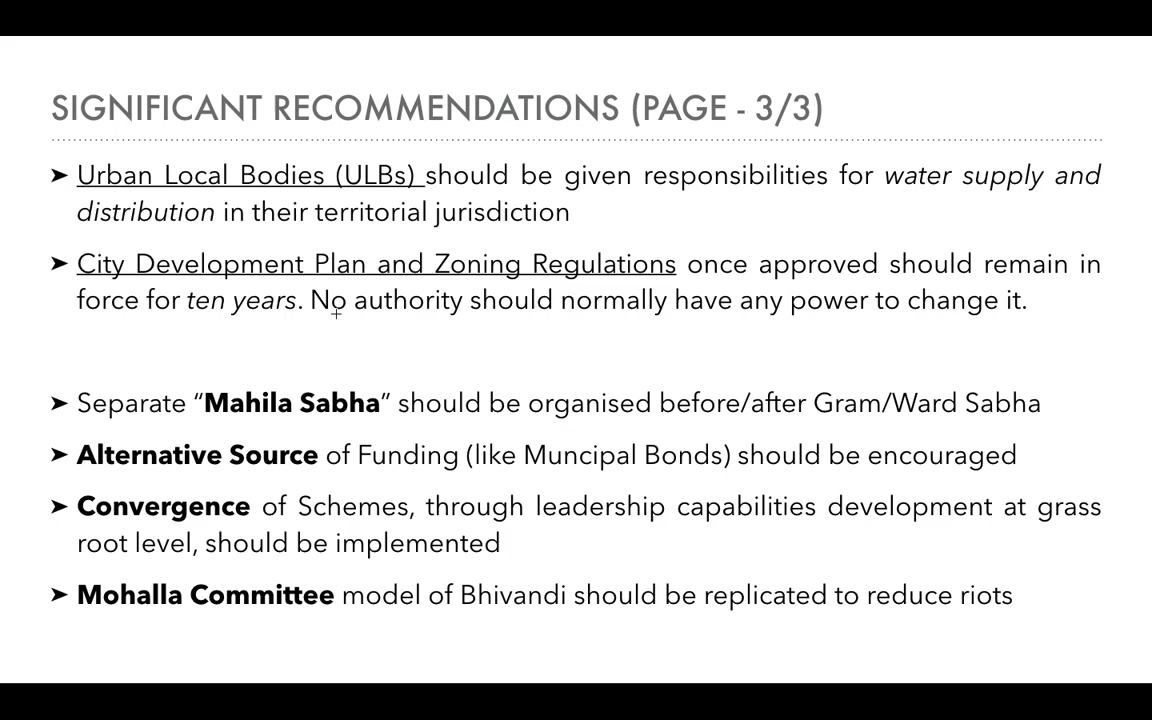 SIGNIFICANT RECOMMENDATIONS (PAGE - 3/3)
➤ Urban Local Bodies (ULBs) should be given responsibilities for water supply and
distribution in their territorial jurisdiction
➤ City Development Plan and Zoning Regulations once approved should remain in
force for ten years. No authority should normally have any power to change it.
➤ Separate “Mahila Sabha” should be organised before/after Gram/Ward Sabha
➤ Alternative Source of Funding (like Muncipal Bonds) should be encouraged
➤ Convergence of Schemes, through leadership capabilities development at grass
root level, should be implemented
➤ Mohalla Committee model of Bhivandi should be replicated to reduce riots